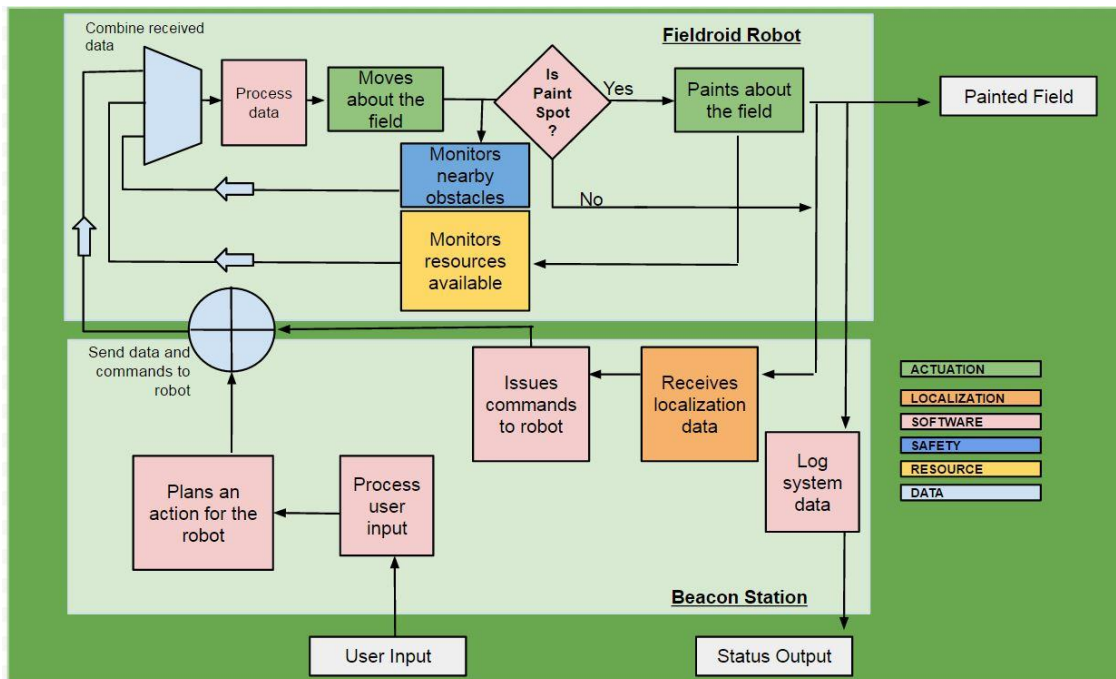 Combine received
data
Fieldroid Robot
Process
data
Moves
about the
field
Is
Paint
Spot
?
Yes
Paints about
the field
Painted Field
Monitors
nearby
obstacles
No
Monitors
resources
available
Send data and
commands to
robot
Issues
commands
to robot
Receives
localization
data
ACTUATION
LOCALIZATION
SOFTWARE
SAFETY
RESOURCE
DATA
Plans an
action for the
robot
Process
user
input
Log
system
data
Beacon Station
User Input
Status Output